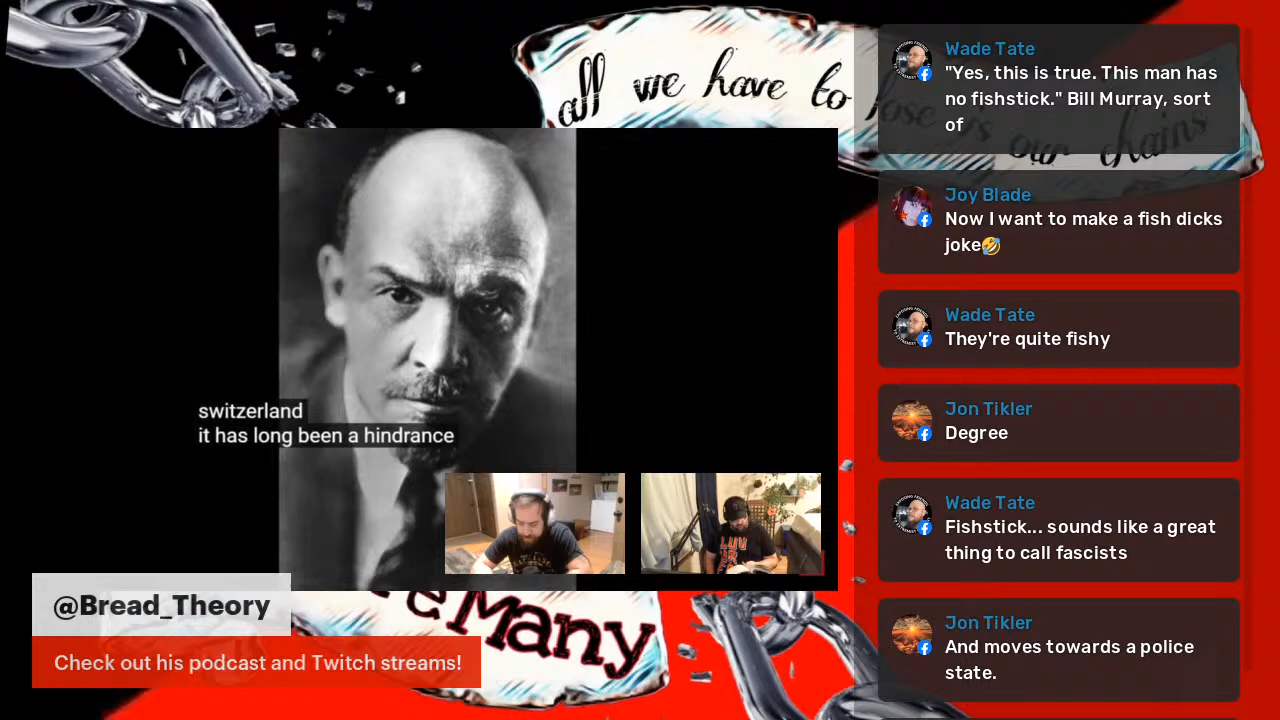 all we have to
lose is our chains
switzerland
it has long been a hindrance
@Bread_Theory
Check out his podcast and Twitch streams!
Many
Wade Tate
"Yes, this is true. This man has
no fishstick." Bill Murray, sort
of
Joy Blade
Now I want to make a fish dicks
joke🤣
Wade Tate
They're quite fishy
Jon Tikler
Degree
Wade Tate
Fishstick... sounds like a great
thing to call fascists
Jon Tikler
And moves towards a police
state.